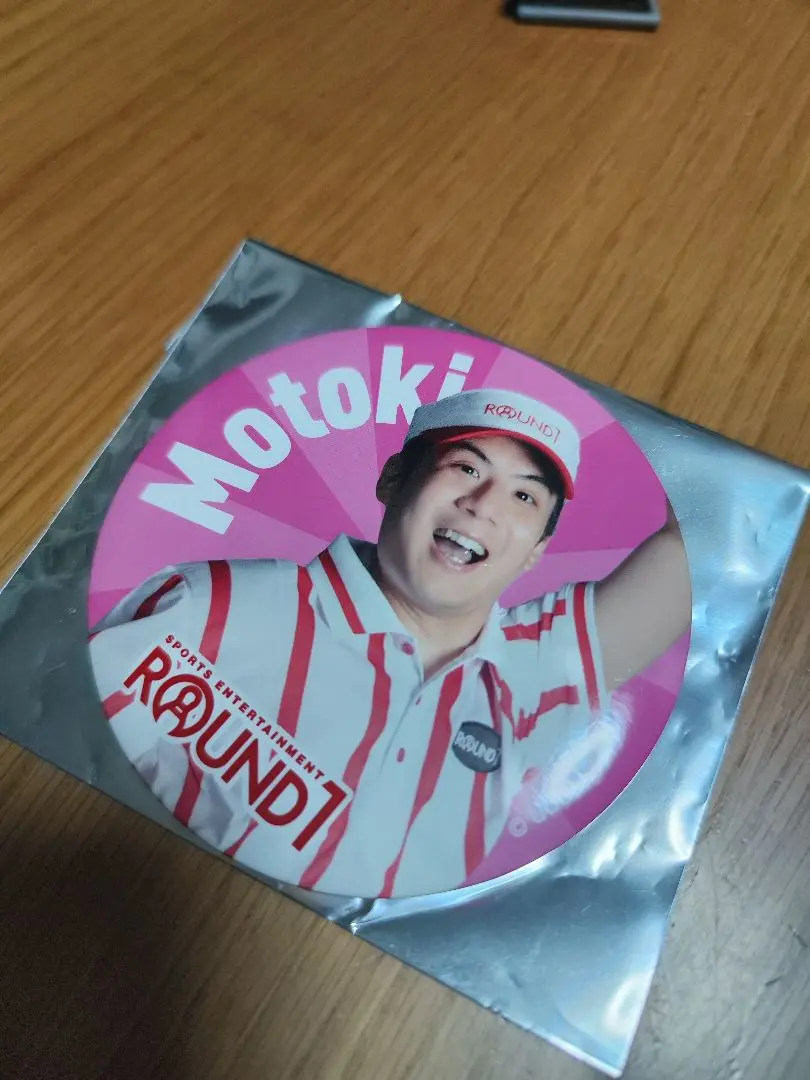 Motoki
ROUND1
SPORTS ENTERTAINMENT
ROUND1
ROUND1
©